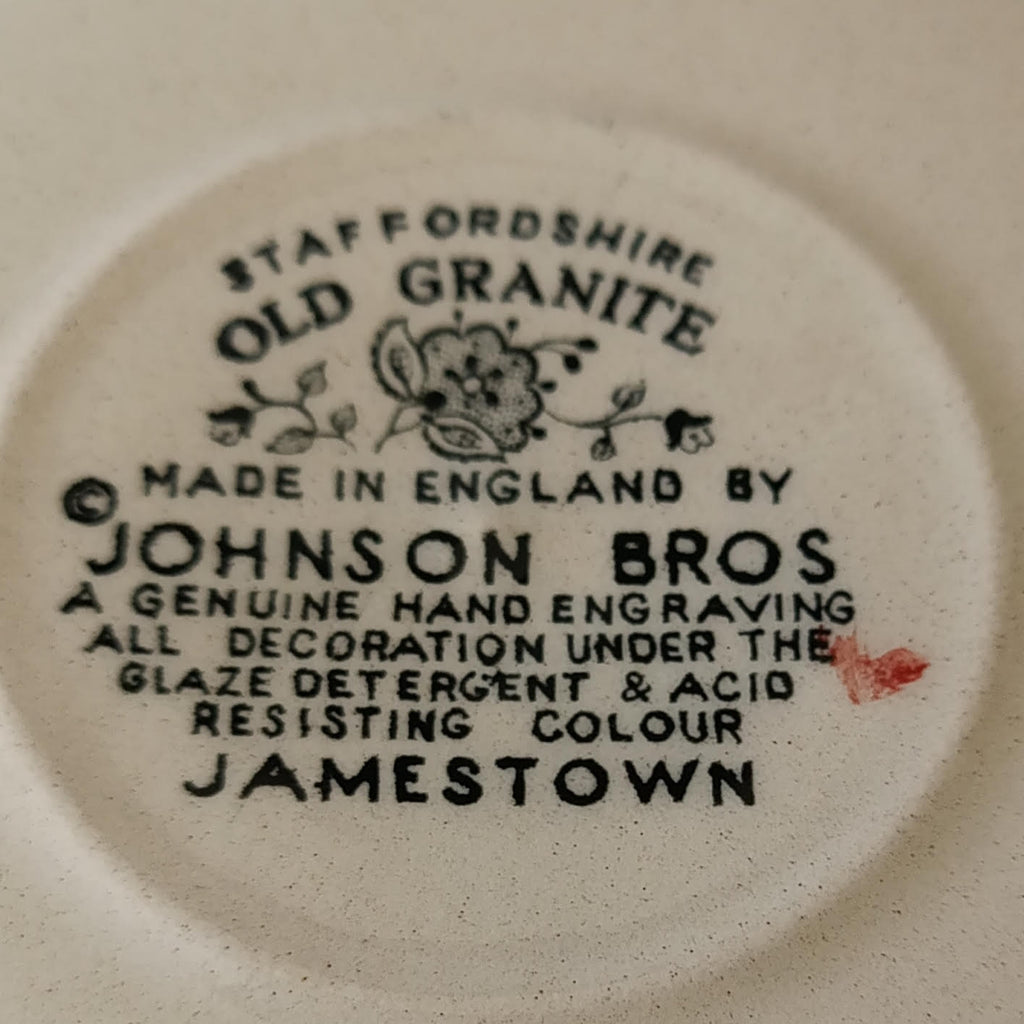 STAFFORDSHIRE
OLD GRANITE
© MADE IN ENGLAND BY
JOHNSON BROS
A GENUINE HAND ENGRAVING
ALL DECORATION UNDER THE
GLAZE DETERGENT & ACID
RESISTING COLOUR
JAMESTOWN